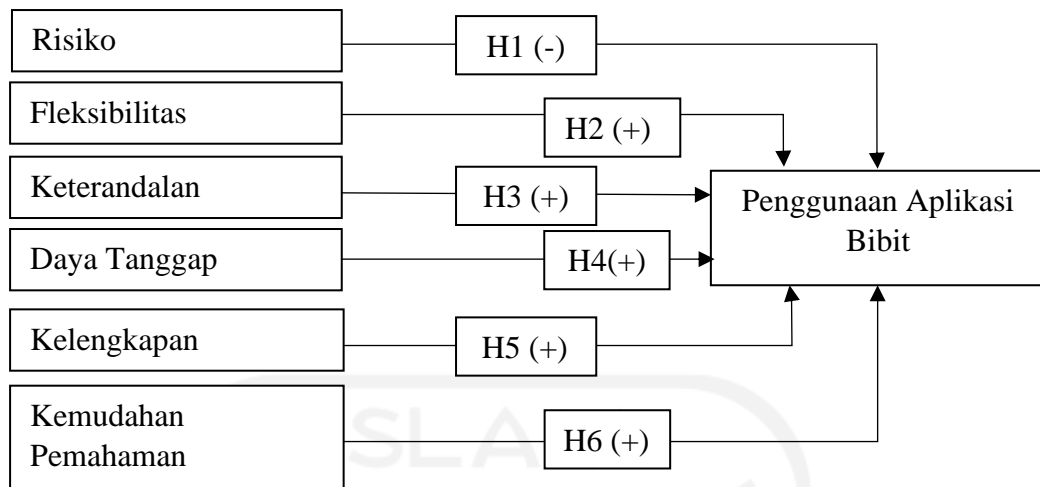 Risiko
H1 (-)
Fleksibilitas
H2 (+)
Keterandalan
H3 (+)
Penggunaan Aplikasi
Bibit
Daya Tanggap
H4(+)
Kelengkapan
H5 (+)
Kemudahan
Pemahaman
H6 (+)